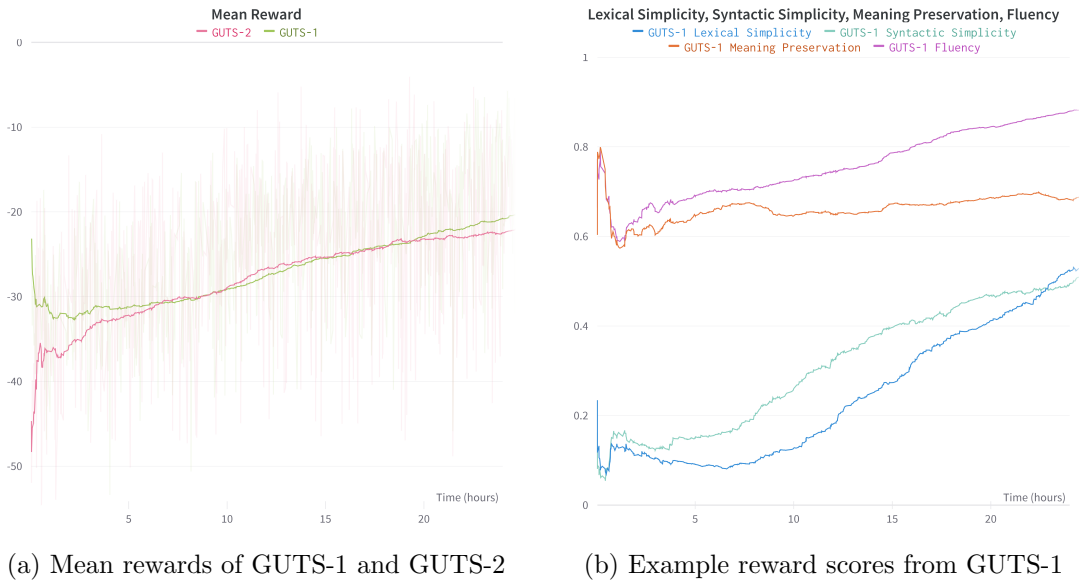 Mean Reward
GUTS-2 GUTS-1
0
-10
-20
-30
-40
-50
Time (hours)
5 10 15 20
(a) Mean rewards of GUTS-1 and GUTS-2
Lexical Simplicity, Syntactic Simplicity, Meaning Preservation, Fluency
GUTS-1 Lexical Simplicity GUTS-1 Syntactic Simplicity
GUTS-1 Meaning Preservation GUTS-1 Fluency
1
0.8
0.6
0.4
0.2
0
Time (hours)
5 10 15 20
(b) Example reward scores from GUTS-1